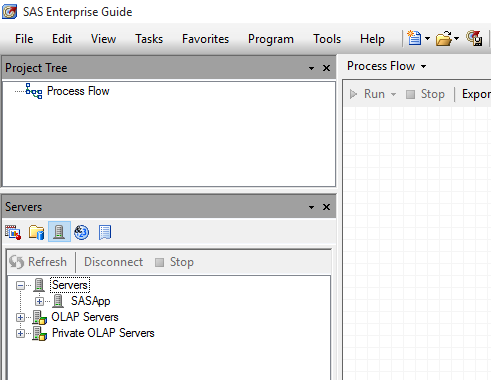 SAS Enterprise Guide
File Edit View Tasks Favorites Program Tools Help
Project Tree
Process Flow
Process Flow
Run Stop Expor
Servers
Refresh Disconnect Stop
Servers
SASApp
OLAP Servers
Private OLAP Servers